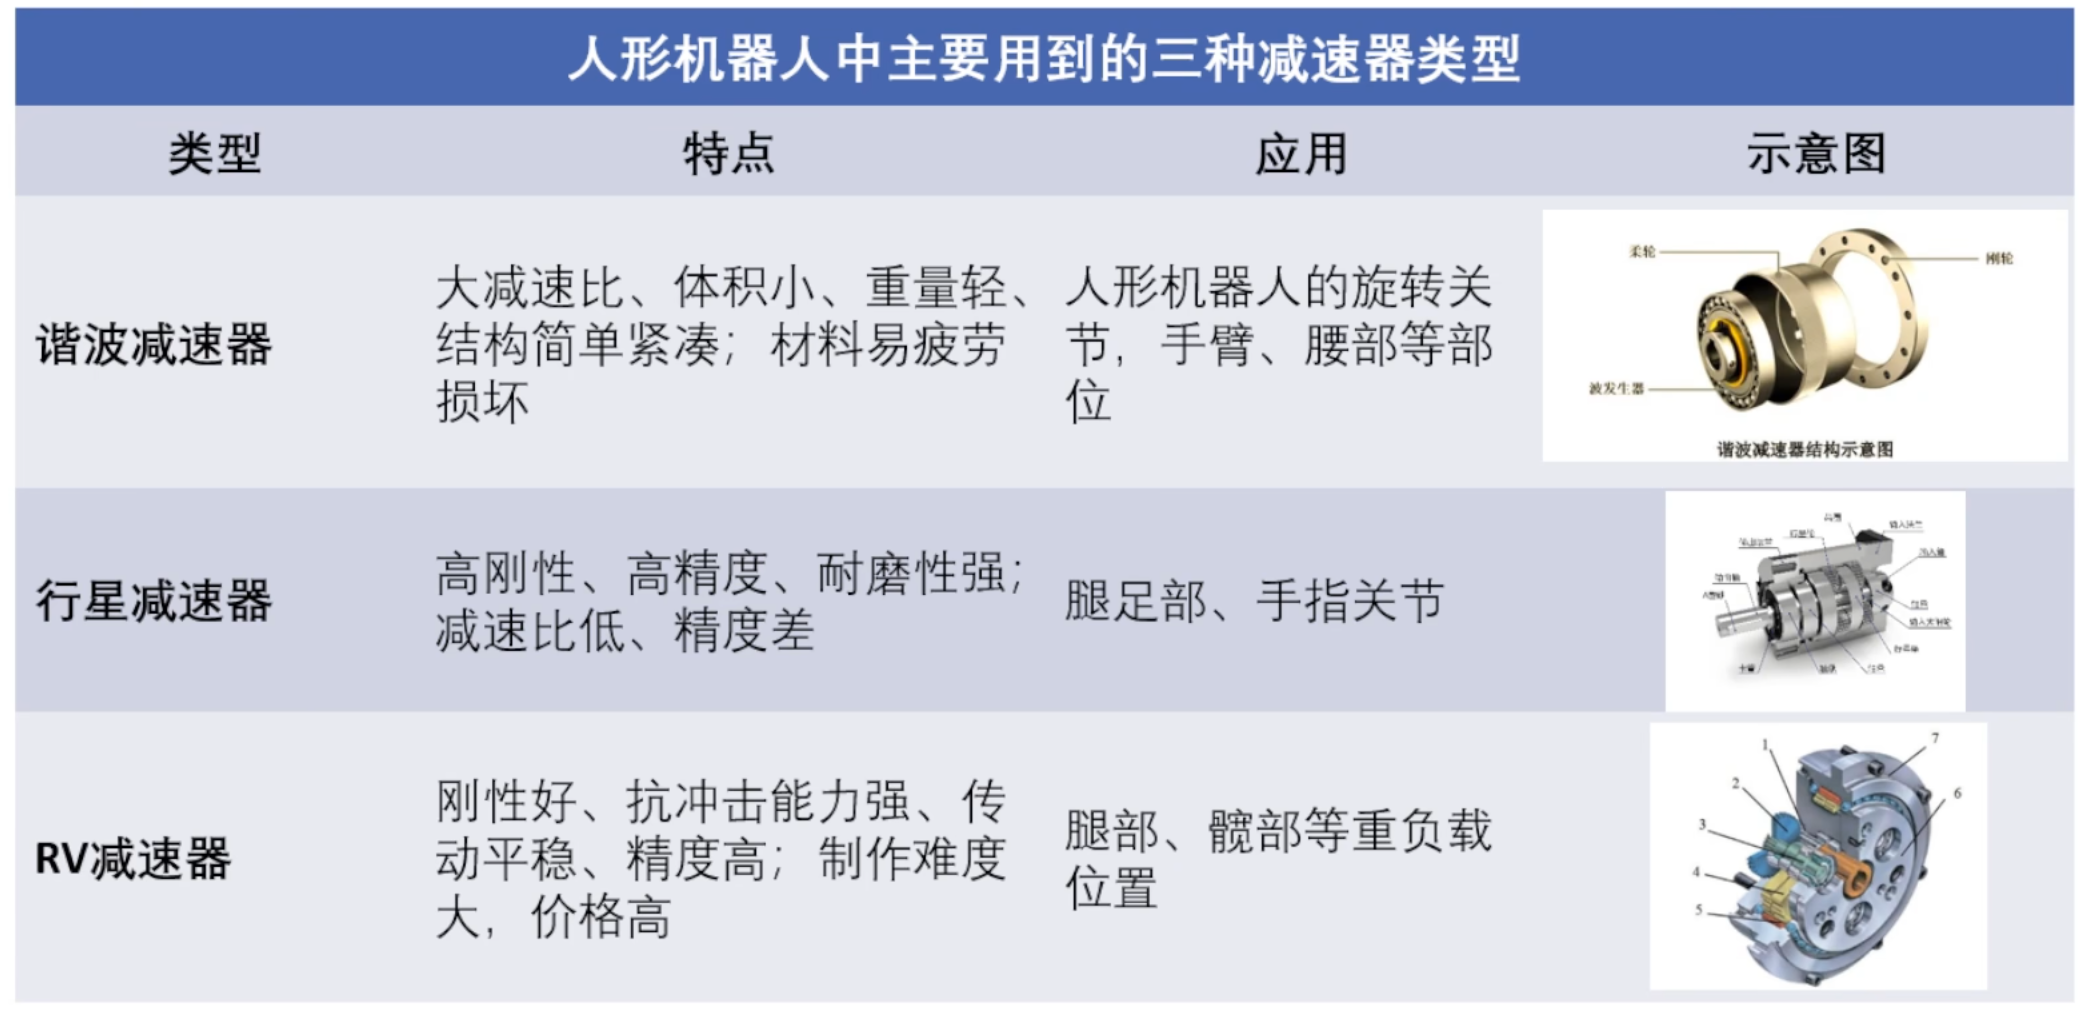 人形机器人中主要用到的三种减速器类型
类型 特点 应用 示意图
谐波减速器
大减速比、体积小、重量轻、
结构简单紧凑；材料易疲劳
损坏
人形机器人的旋转关
节，手臂、腰部等部
位
柔轮
刚轮
波发生器
谐波减速器结构示意图
行星减速器
高刚性、高精度、耐磨性强；
减速比低、精度差
腿足部、手指关节
RV减速器
刚性好、抗冲击能力强、传
动平稳、精度高；制作难度
大，价格高
腿部、髋部等重负载
位置
1
2
3
4
5
6
7